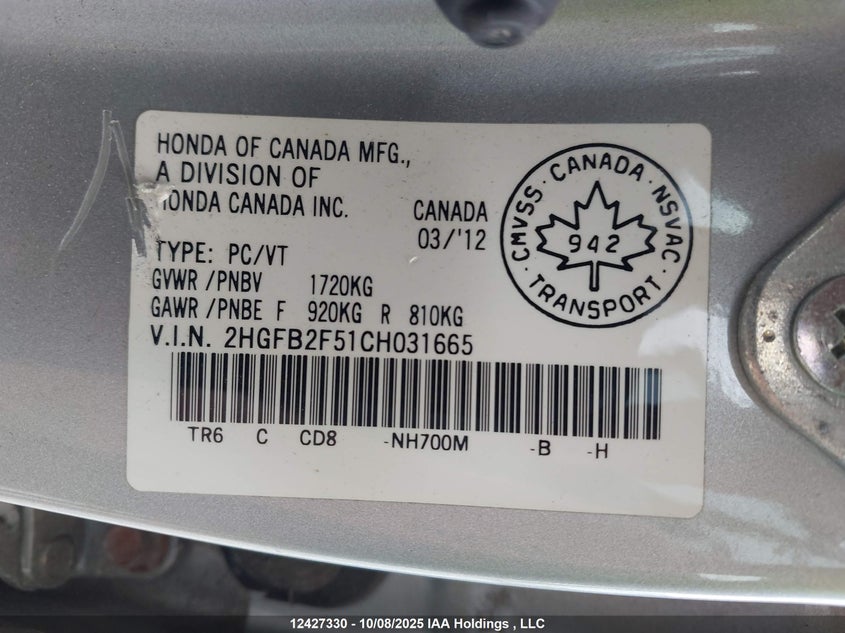 HONDA OF CANADA MFG.,
A DIVISION OF
HONDA CANADA INC.
CANADA
03/'12
TYPE: PC/VT
GVWR /PNBV 1720KG
GAWR /PNBE F 920KG R 810KG
V.I.N. 2HGFB2F51CH031665
TR6 C CD8 -NH700M -B -H
CMVSS · CANADA · NSVAC
942
· TRANSPORT ·
12427330 - 10/08/2025 IAA Holdings , LLC